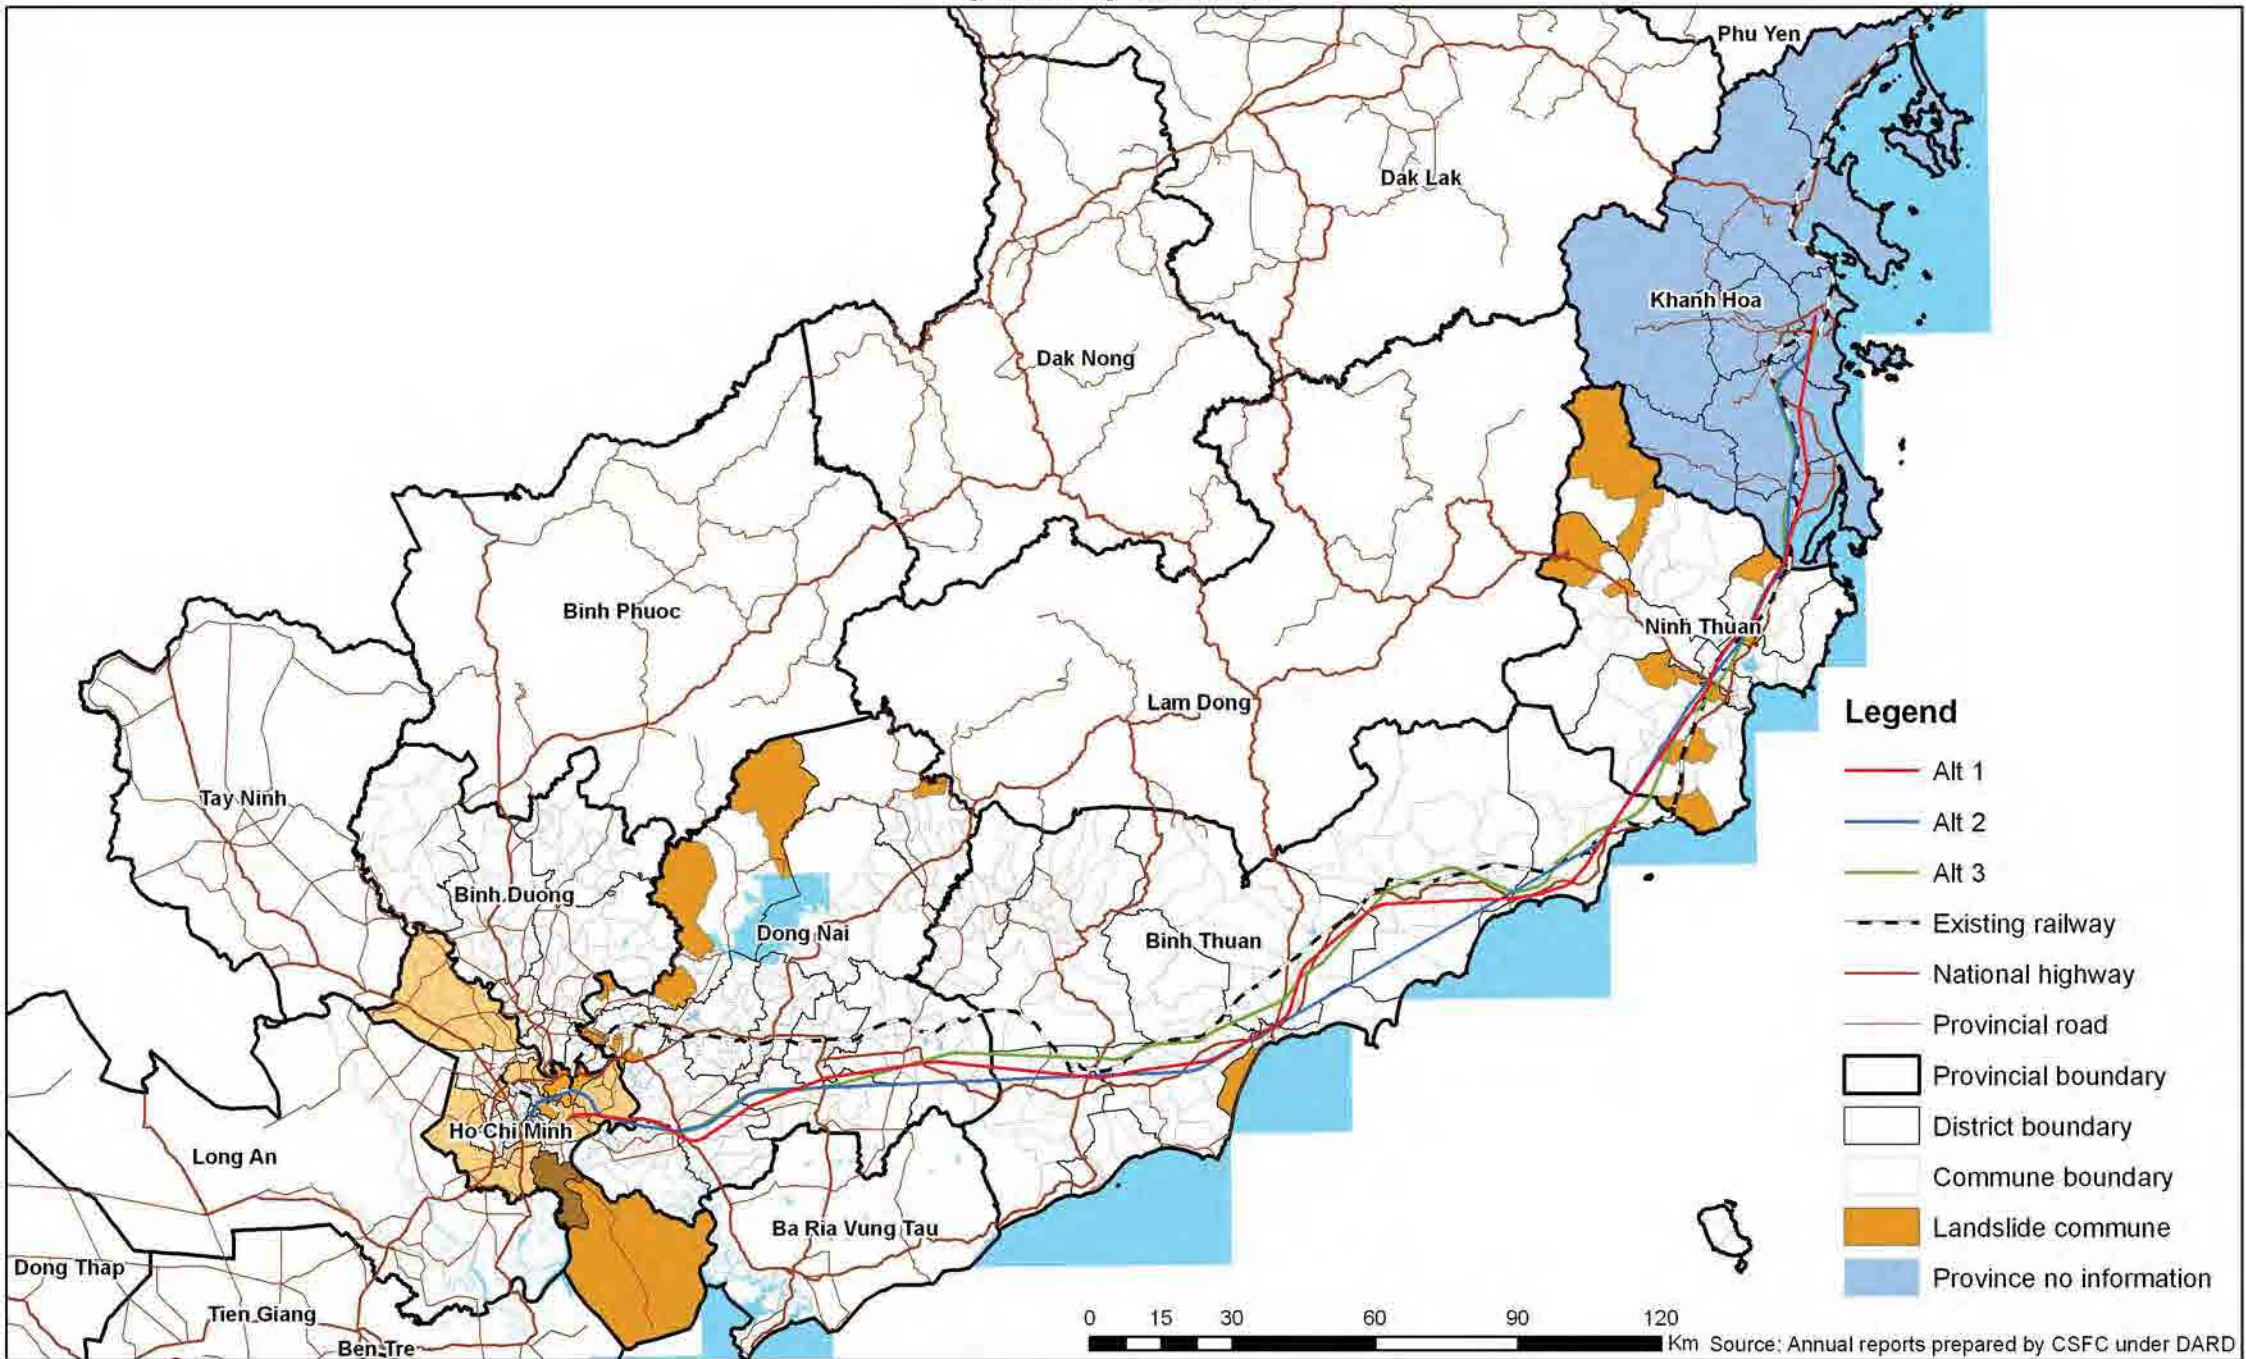 Phu Yen
Dak Lak
Khanh Hoa
Dak Nong
Binh Phuoc
Ninh Thuan
Lam Dong
Tay Ninh
Binh Duong
Dong Nai
Binh Thuan
Ho Chi Minh
Long An
Ba Ria Vung Tau
Dong Thap
Tien Giang
Ben Tre
Legend
Alt 1
Alt 2
Alt 3
Existing railway
National highway
Provincial road
Provincial boundary
District boundary
Commune boundary
Landslide commune
Province no information
0 15 30 60 90 120
Km
Source: Annual reports prepared by CSFC under DARD